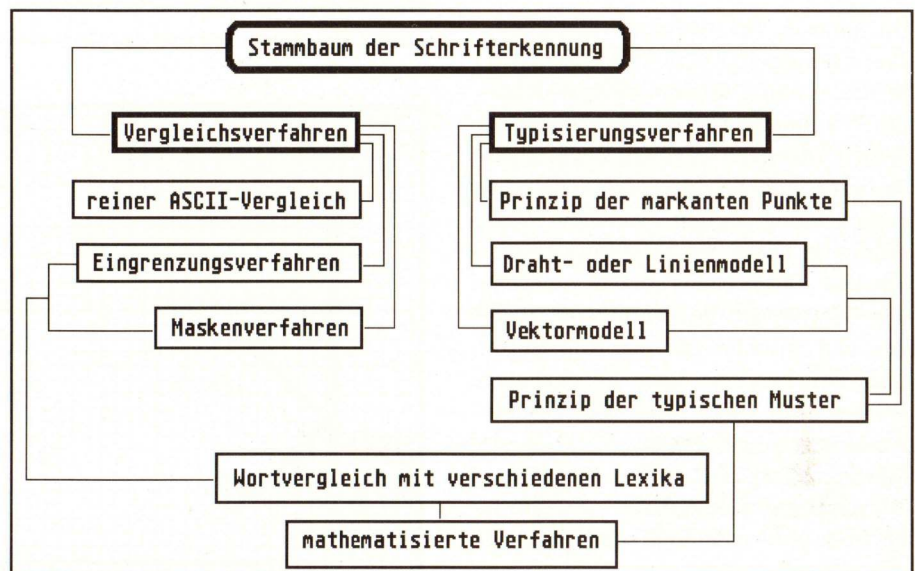 Stammbaum der Schrifterkennung
Vergleichsverfahren
Typisierungsverfahren
reiner ASCII-Vergleich
Prinzip der markanten Punkte
Eingrenzungsverfahren
Draht- oder Linienmodell
Maskenverfahren
Vektormodell
Prinzip der typischen Muster
Wortvergleich mit verschiedenen Lexika
mathematisierte Verfahren